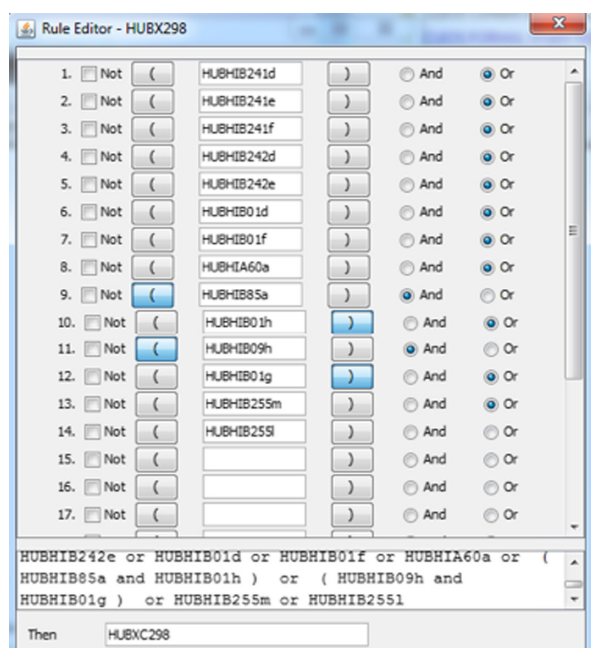 Rule Editor - HUBX298
1. Not ( HUBHIB241d ) And Or
2. Not ( HUBHIB241e ) And Or
3. Not ( HUBHIB241f ) And Or
4. Not ( HUBHIB242d ) And Or
5. Not ( HUBHIB242e ) And Or
6. Not ( HUBHIB01d ) And Or
7. Not ( HUBHIB01f ) And Or
8. Not ( HUBHIA60a ) And Or
9. Not ( HUBHIB85a ) And Or
10. Not ( HUBHIB01h ) And Or
11. Not ( HUBHIB09h ) And Or
12. Not ( HUBHIB01g ) And Or
13. Not ( HUBHIB255m ) And Or
14. Not ( HUBHIB255l ) And Or
15. Not ( ) And Or
16. Not ( ) And Or
17. Not ( ) And Or
HUBHIB242e or HUBHIB01d or HUBHIB01f or HUBHIA60a or (
HUBHIB85a and HUBHIB01h ) or ( HUBHIB09h and
HUBHIB01g ) or HUBHIB255m or HUBHIB255l
Then HUBXC298